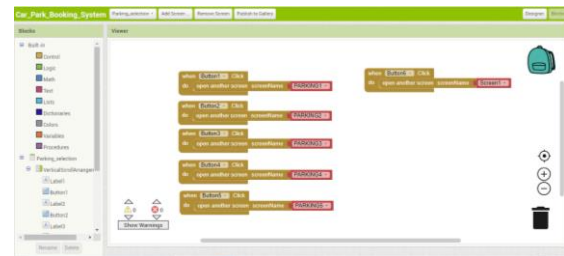 Car_Park_Booking_System
Parking_selection
Add Screen...
Remove Screen
Publish to Gallery
Designer
Blocks
Viewer
Built-in
Control
Logic
Math
Text
Lists
Dictionaries
Colors
Variables
Procedures
Parking_selection
VerticalScrollArrangem
Label1
Button1
Label2
Button2
Label3
Rename Delete
when Button1 .Click
do open another screen screenName PARKING1
when Button2 .Click
do open another screen screenName PARKING2
when Button3 .Click
do open another screen screenName PARKING3
when Button4 .Click
do open another screen screenName PARKING4
when Button5 .Click
do open another screen screenName PARKING5
when Button6 .Click
do open another screen screenName Screen1
0 0
Show Warnings